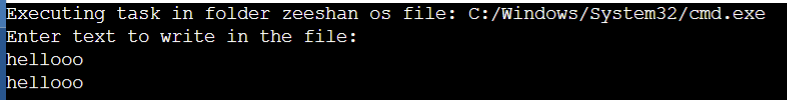 Executing task in folder zeeshan os file: C:/Windows/System32/cmd.exe
Enter text to write in the file:
hellooo
hellooo